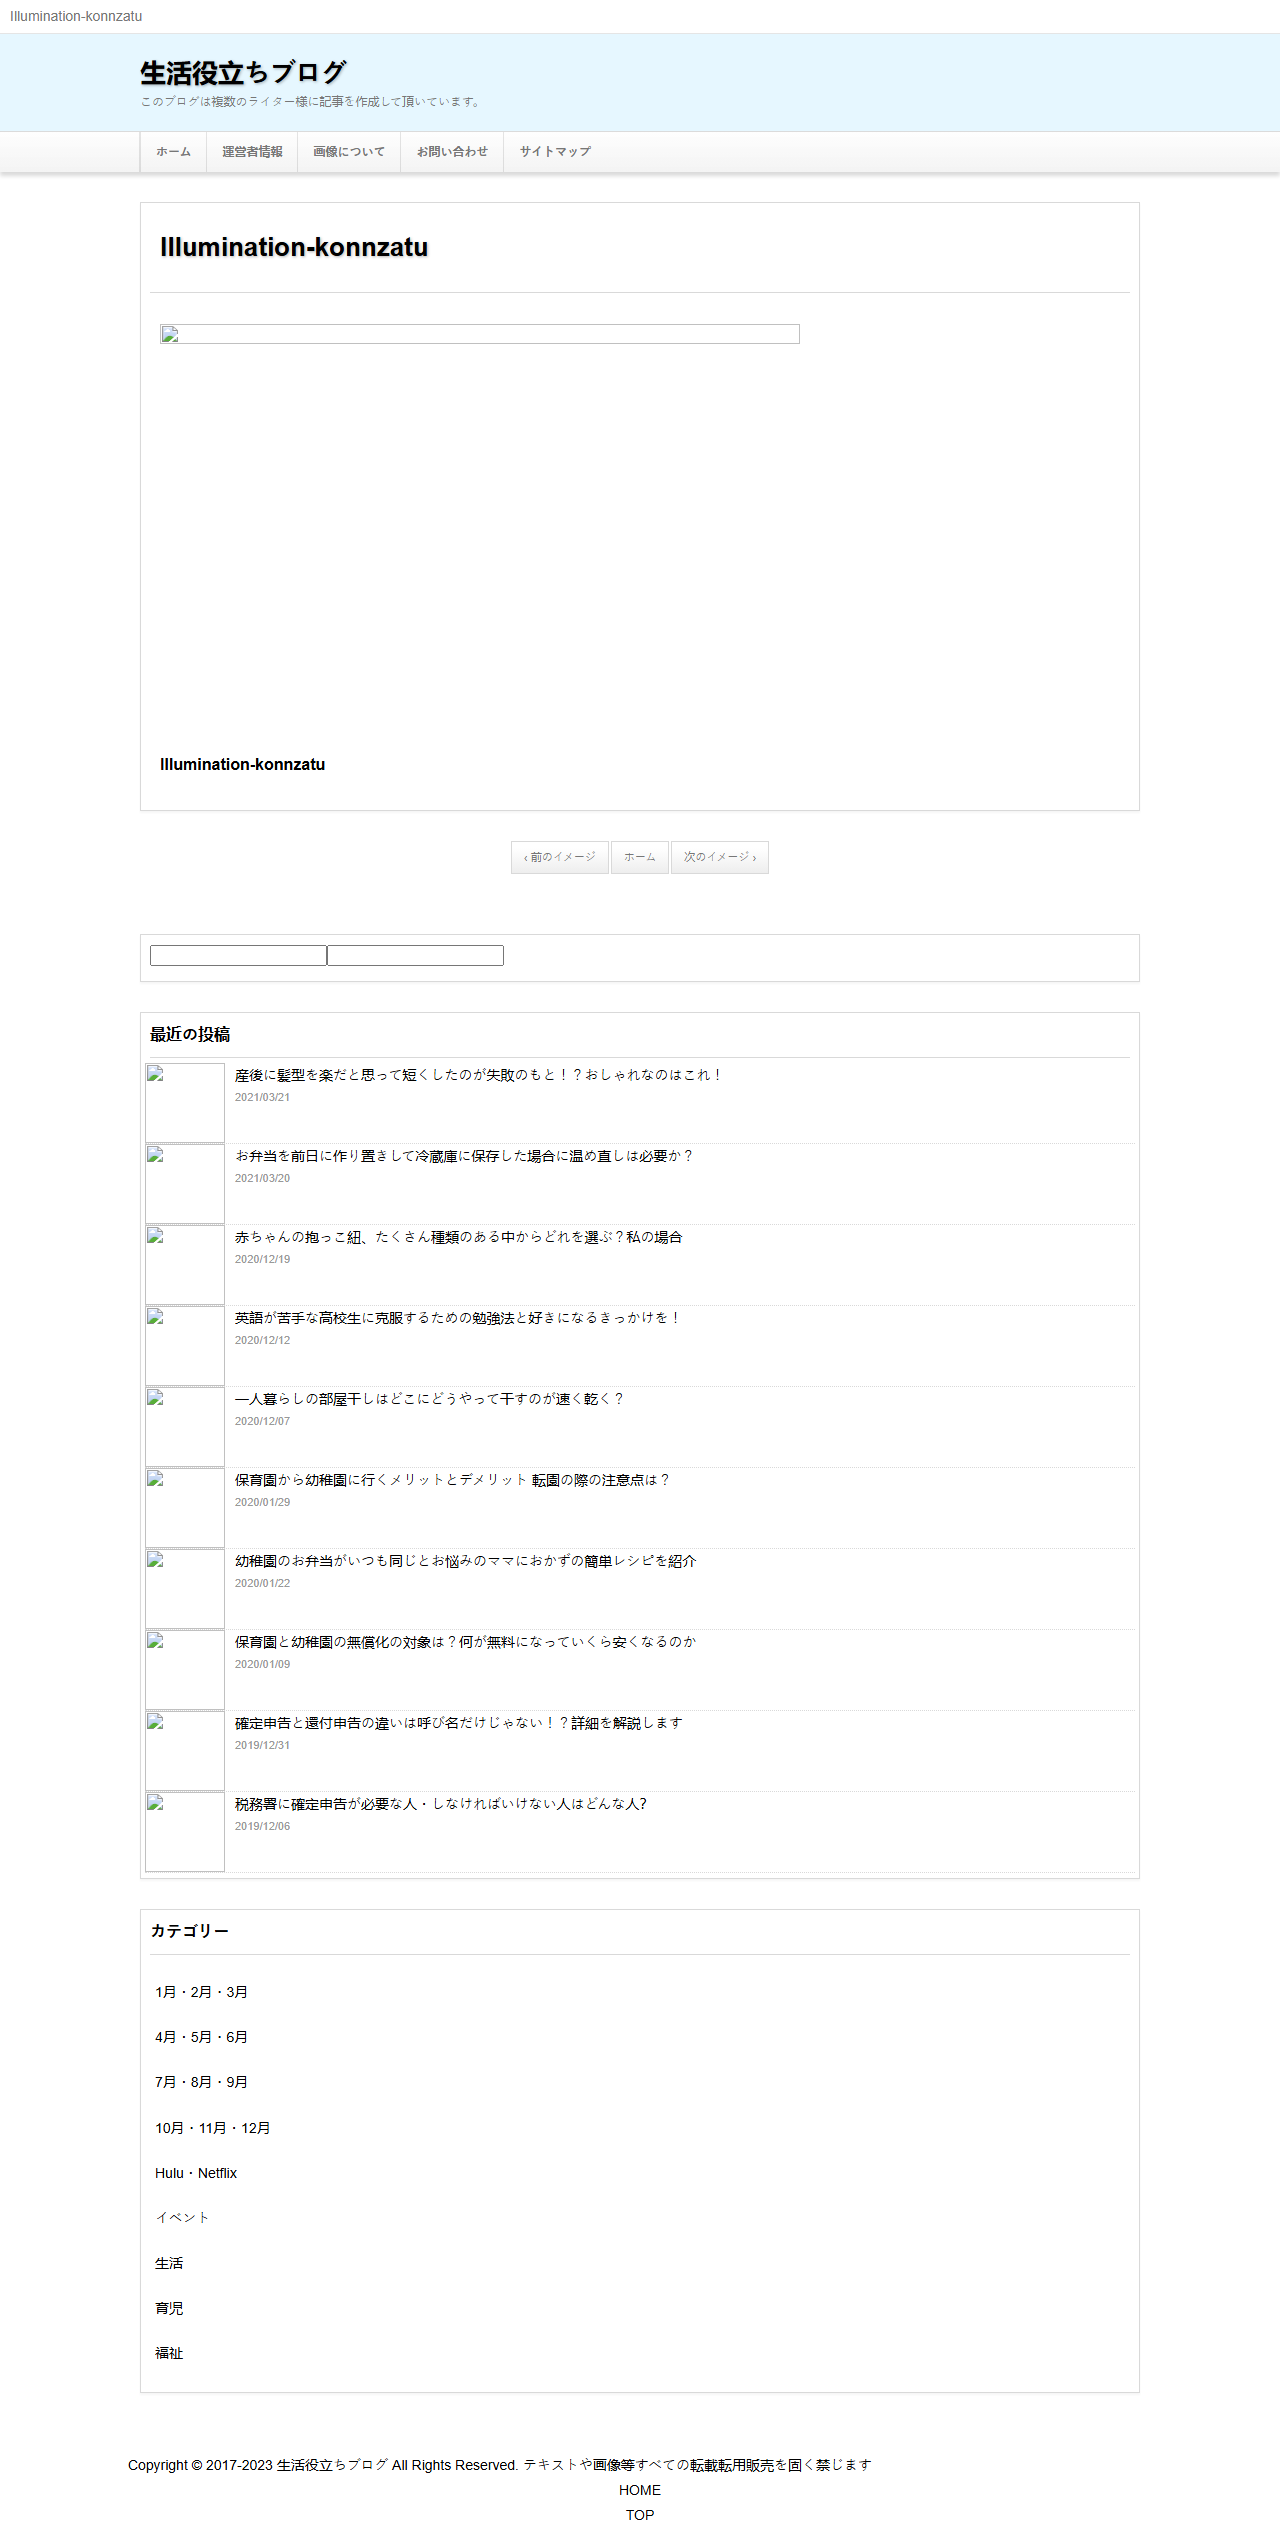 Illumination-konnzatu
生活役立ちブログ
このブログは複数のライター様に記事を作成して頂いています。
ホーム 運営者情報 画像について お問い合わせ サイトマップ
Illumination-konnzatu
Illumination-konnzatu
‹ 前のイメージ ホーム 次のイメージ ›
最近の投稿
産後に髪型を楽だと思って短くしたのが失敗のもと！？おしゃれなのはこれ！
2021/03/21
お弁当を前日に作り置きして冷蔵庫に保存した場合に温め直しは必要か？
2021/03/20
赤ちゃんの抱っこ紐、たくさん種類のある中からどれを選ぶ？私の場合
2020/12/19
英語が苦手な高校生に克服するための勉強法と好きになるきっかけを！
2020/12/12
一人暮らしの部屋干しはどこにどうやって干すのが速く乾く？
2020/12/07
保育園から幼稚園に行くメリットとデメリット 転園の際の注意点は？
2020/01/29
幼稚園のお弁当がいつも同じとお悩みのママにおかずの簡単レシピを紹介
2020/01/22
保育園と幼稚園の無償化の対象は？何が無料になっていくら安くなるのか
2020/01/09
確定申告と還付申告の違いは呼び名だけじゃない！？詳細を解説します
2019/12/31
税務署に確定申告が必要な人・しなければいけない人はどんな人?
2019/12/06
カテゴリー
1月・2月・3月
4月・5月・6月
7月・8月・9月
10月・11月・12月
Hulu・Netflix
イベント
生活
育児
福祉
Copyright © 2017-2023 生活役立ちブログ All Rights Reserved. テキストや画像等すべての転載転用販売を固く禁じます
HOME
TOP